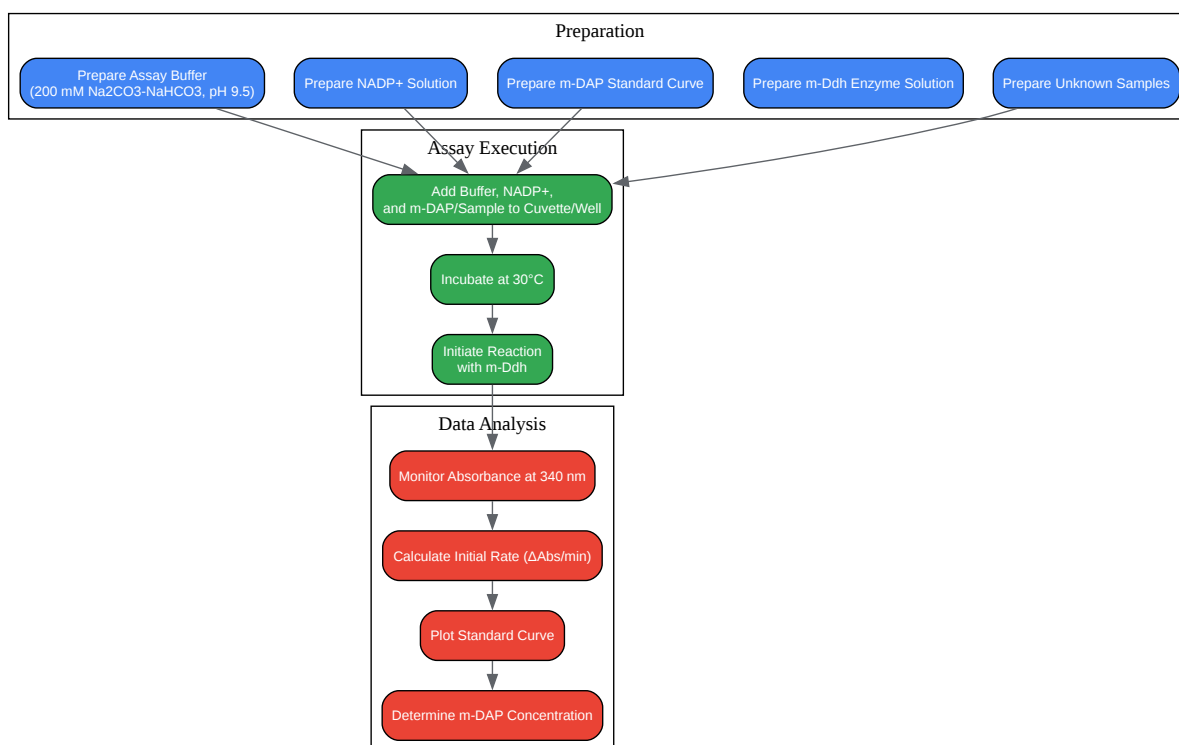 Preparation
Prepare Assay Buffer
(200 mM Na2CO3-NaHCO3, pH 9.5)
Prepare NADP+ Solution
Prepare m-DAP Standard Curve
Prepare m-Ddh Enzyme Solution
Prepare Unknown Samples
Assay Execution
Add Buffer, NADP+,
and m-DAP/Sample to Cuvette/Well
Incubate at 30°C
Initiate Reaction
with m-Ddh
Data Analysis
Monitor Absorbance at 340 nm
Calculate Initial Rate (ΔAbs/min)
Plot Standard Curve
Determine m-DAP Concentration